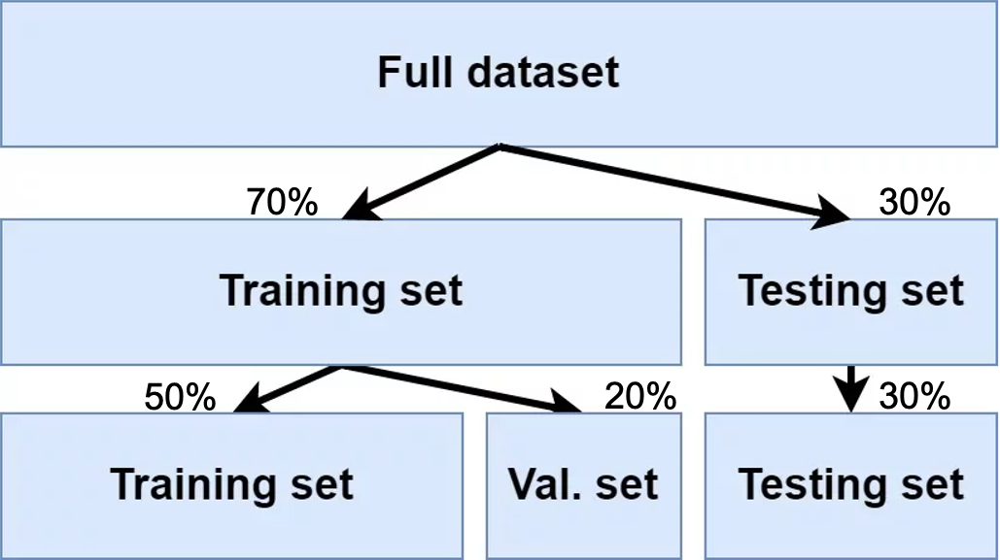 Full dataset
70%
30%
Training set
Testing set
50%
20%
30%
Training set
Val. set
Testing set